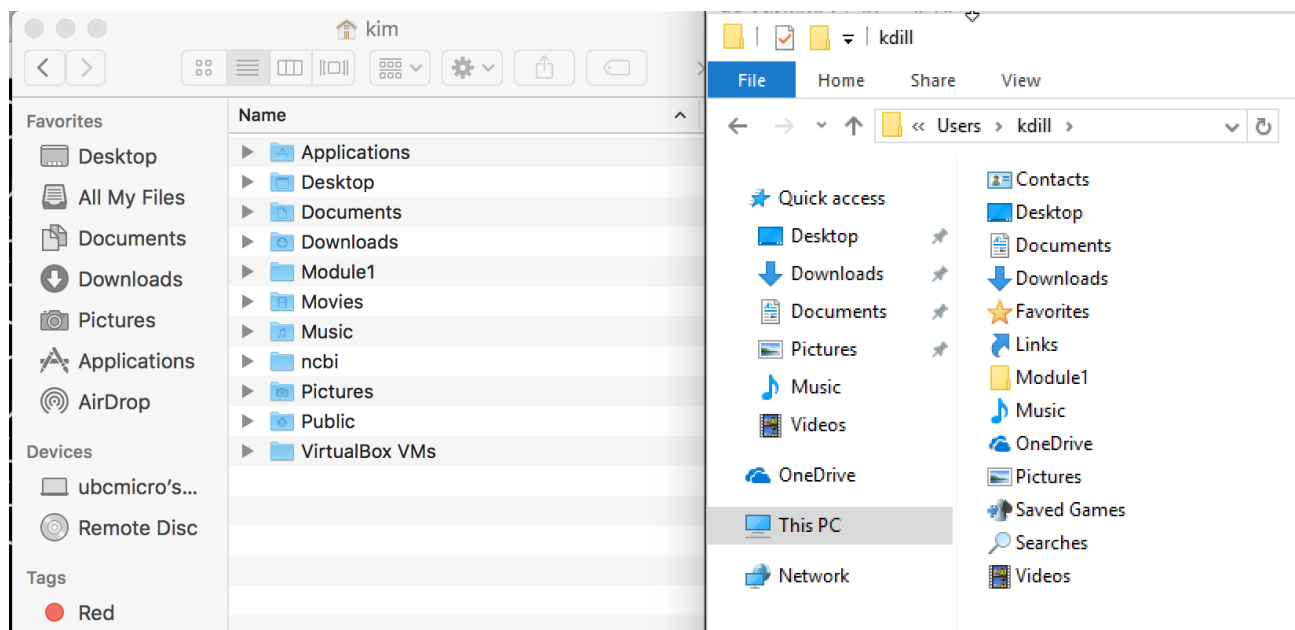 kim
Favorites
Desktop
All My Files
Documents
Downloads
Pictures
Applications
AirDrop
Devices
ubcmicro's...
Remote Disc
Tags
Red
Name
Applications
Desktop
Documents
Downloads
Module1
Movies
Music
ncbi
Pictures
Public
VirtualBox VMs
kdill
File Home Share View
« Users > kdill >
Quick access
Desktop
Downloads
Documents
Pictures
Music
Videos
OneDrive
This PC
Network
Contacts
Desktop
Documents
Downloads
Favorites
Links
Module1
Music
OneDrive
Pictures
Saved Games
Searches
Videos